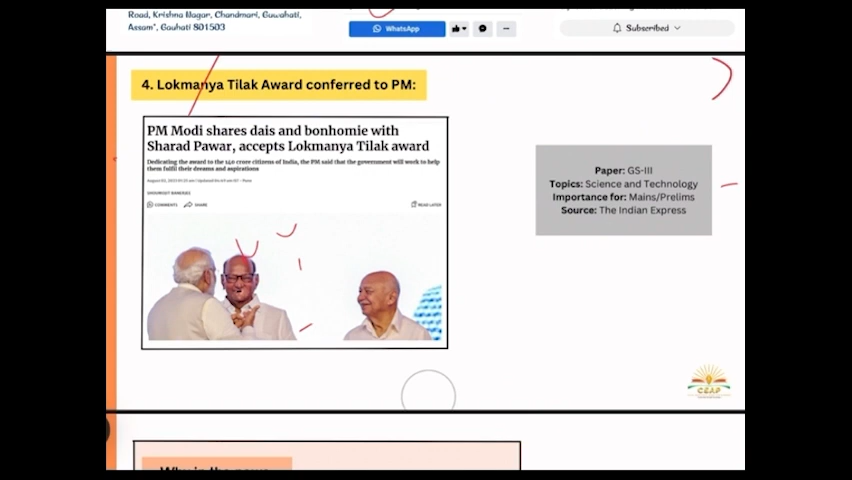 Road, Krishna Nagar, Chandmari, Guwahati,
Assam", Gauhati 801503
WhatsApp
Subscribed
4. Lokmanya Tilak Award conferred to PM:
PM Modi shares dais and bonhomie with
Sharad Pawar, accepts Lokmanya Tilak award
Dedicating the award to the 140 crore citizens of India, the PM said that the government will work to help
them fulfil their dreams and aspirations
COMMENTS SHARE READ LATER
Paper: GS-III
Topics: Science and Technology
Importance for: Mains/Prelims
Source: The Indian Express